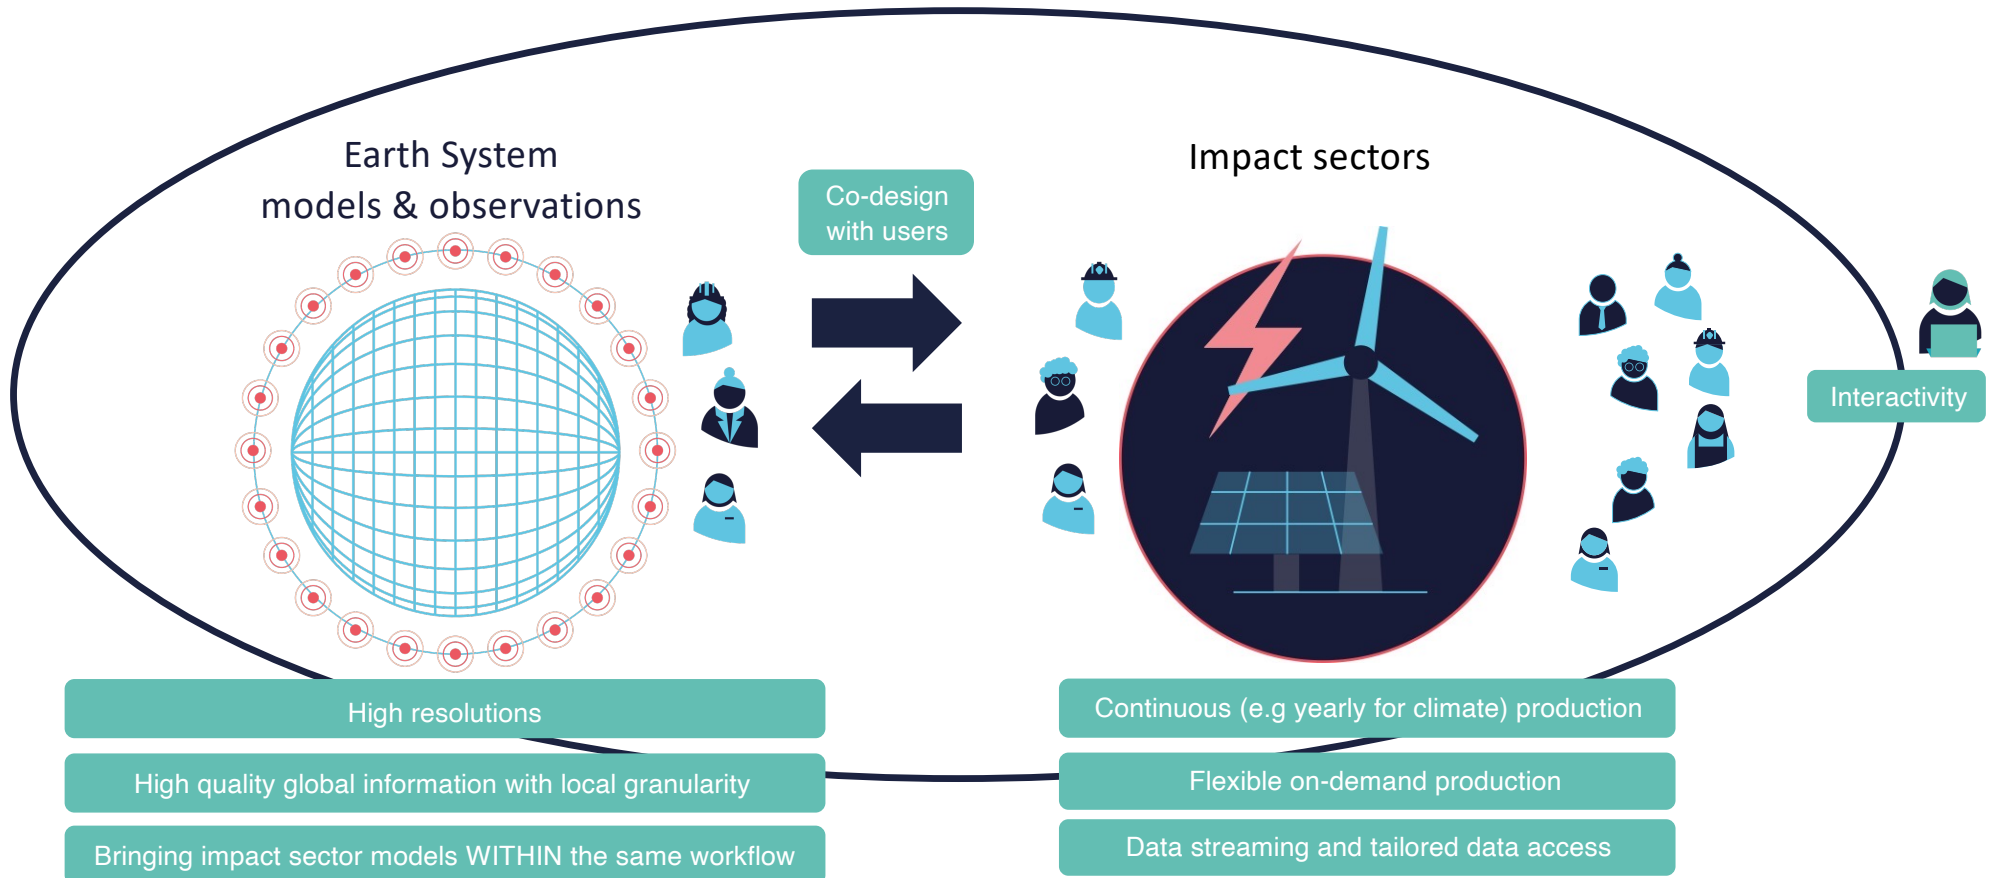 Earth System
models & observations
Co-design
with users
Impact sectors
Interactivity
High resolutions
High quality global information with local granularity
Bringing impact sector models WITHIN the same workflow
Continuous (e.g yearly for climate) production
Flexible on-demand production
Data streaming and tailored data access